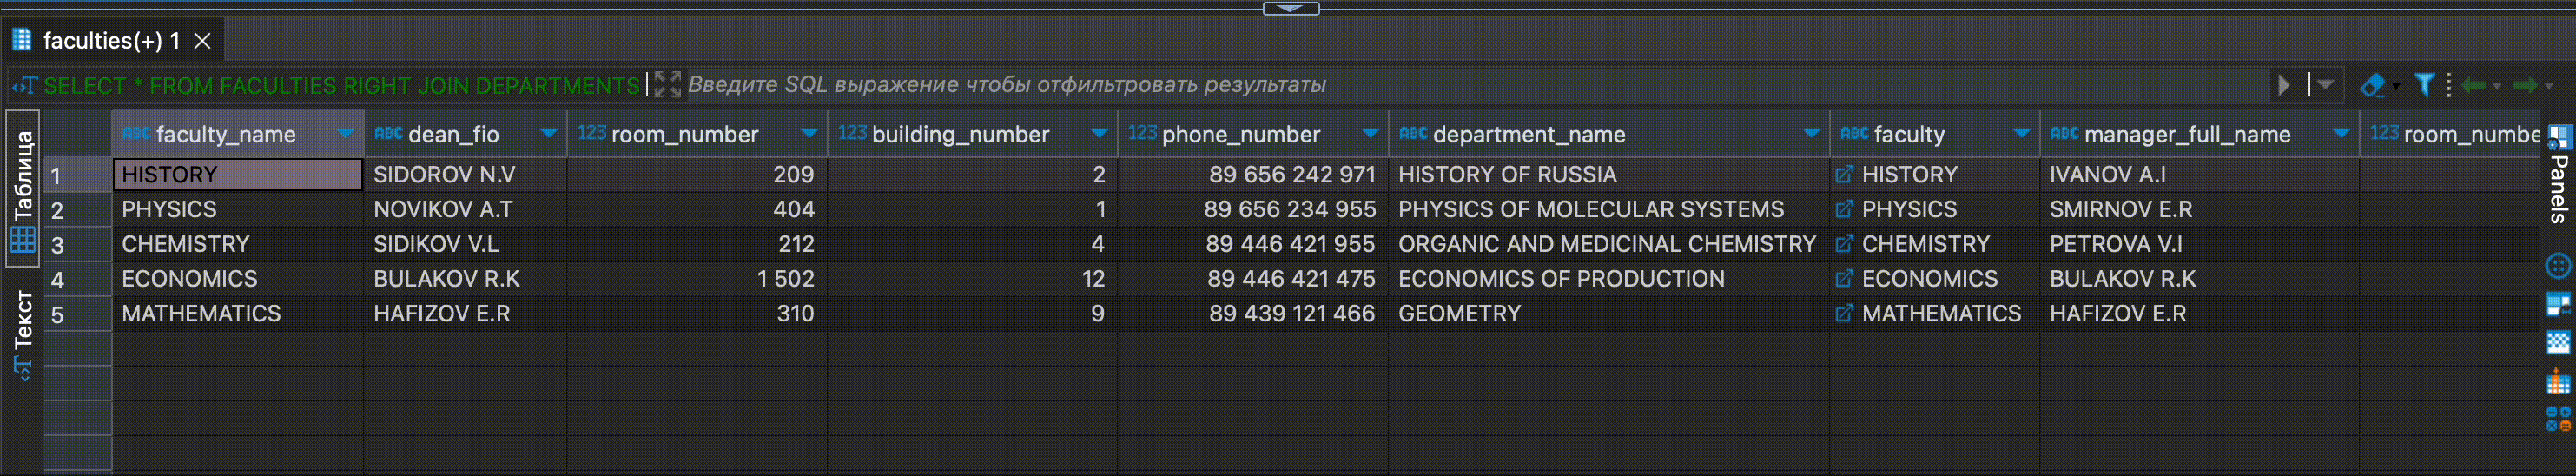 faculties(+) 1
SELECT * FROM FACULTIES RIGHT JOIN DEPARTMENTS Введите SQL выражение чтобы отфильтровать результаты
ABC faculty_name ABC dean_fio 123 room_number 123 building_number 123 phone_number ABC department_name ABC faculty ABC manager_full_name 123 room_numbe
1 HISTORY SIDOROV N.V 209 2 89 656 242 971 HISTORY OF RUSSIA HISTORY IVANOV A.I
2 PHYSICS NOVIKOV A.T 404 1 89 656 234 955 PHYSICS OF MOLECULAR SYSTEMS PHYSICS SMIRNOV E.R
3 CHEMISTRY SIDIKOV V.L 212 4 89 446 421 955 ORGANIC AND MEDICINAL CHEMISTRY CHEMISTRY PETROVA V.I
4 ECONOMICS BULAKOV R.K 1 502 12 89 446 421 475 ECONOMICS OF PRODUCTION ECONOMICS BULAKOV R.K
5 MATHEMATICS HAFIZOV E.R 310 9 89 439 121 466 GEOMETRY MATHEMATICS HAFIZOV E.R
Таблица
Текст
Panels